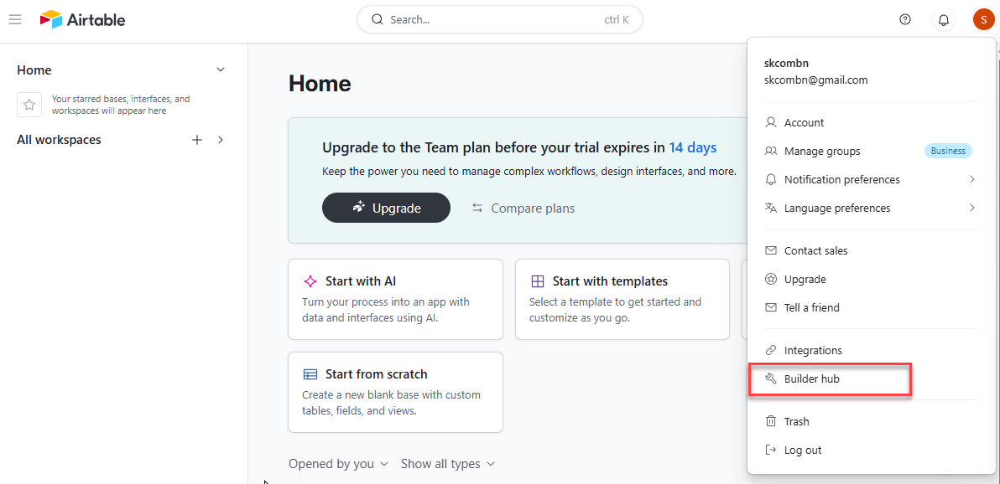 Airtable
Search...
ctrl K
S
Home
Your starred bases, interfaces, and
workspaces will appear here
All workspaces
Home
Upgrade to the Team plan before your trial expires in 14 days
Keep the power you need to manage complex workflows, design interfaces, and more.
Upgrade
Compare plans
Start with AI
Turn your process into an app with
data and interfaces using AI.
Start with templates
Select a template to get started and
customize as you go.
Start from scratch
Create a new blank base with custom
tables, fields, and views.
Opened by you
Show all types
skcombn
skcombn@gmail.com
Account
Manage groups
Business
Notification preferences
Language preferences
Contact sales
Upgrade
Tell a friend
Integrations
Builder hub
Trash
Log out